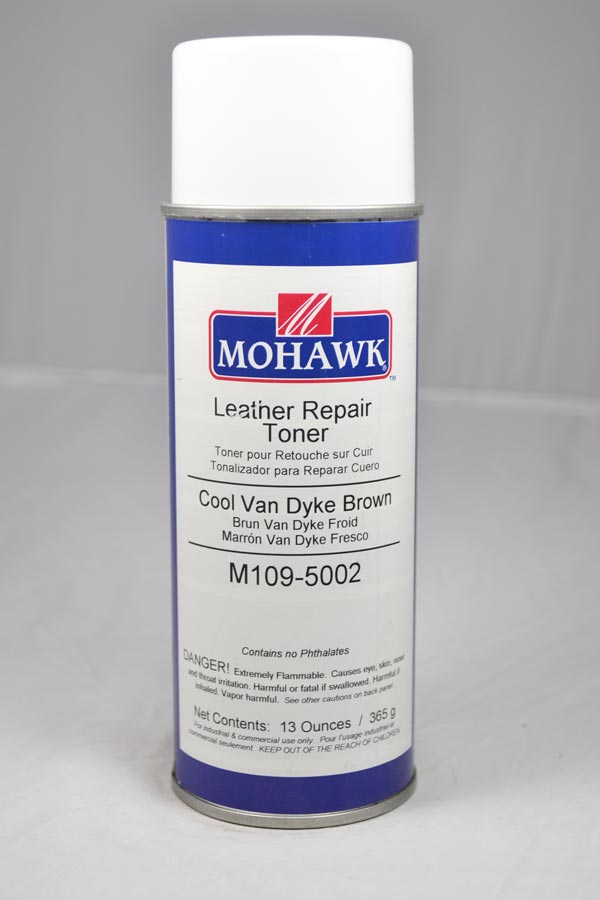 M
MOHAWK®
™
Leather Repair
Toner
Toner pour Retouche sur Cuir
Tonalizador para Reparar Cuero
Cool Van Dyke Brown
Brun Van Dyke Froid
Marrón Van Dyke Fresco
M109-5002
Contains no Phthalates
DANGER! Extremely Flammable. Causes eye, skin, nose
and throat irritation. Harmful or fatal if swallowed. Harmful if
inhaled. Vapor harmful. See other cautions on back panel
Net Contents: 13 Ounces / 365 g
For industrial & commercial use only. Pour l'usage industriel et
commercial seulement. KEEP OUT OF THE REACH OF CHILDREN